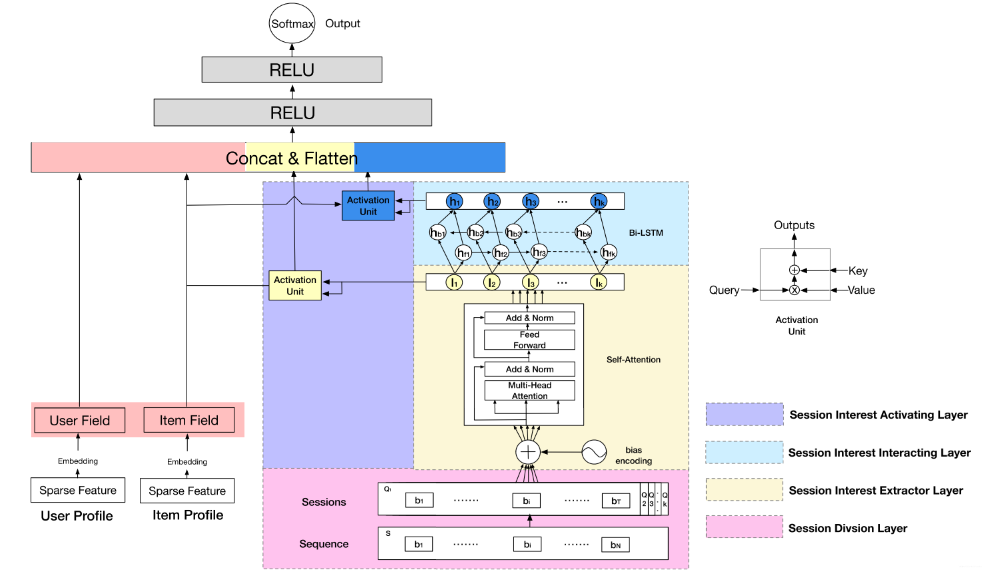 Softmax Output
RELU
RELU
Concat & Flatten
Activation
Unit
h1 h2 h3 ... hk
hb1 hb2 hb3 hbk
Bi-LSTM
hf1 hf2 hf3 hfk
Activation
Unit
I1 I2 I3 ... Ik
Add & Norm
Feed
Forward
Self-Attention
Add & Norm
Multi-Head
Attention
Outputs
Key
Query
Value
Activation
Unit
User Field
Item Field
Embedding
Embedding
bias
encoding
Sparse Feature
Sparse Feature
User Profile
Item Profile
Sessions
Q1
b1 ....... bi ....... bT
Q2 Q3 ... Qk
Sequence
S
b1 ....... bi ....... bN
Session Interest Activating Layer
Session Interest Interacting Layer
Session Interest Extractor Layer
Session Divsion Layer